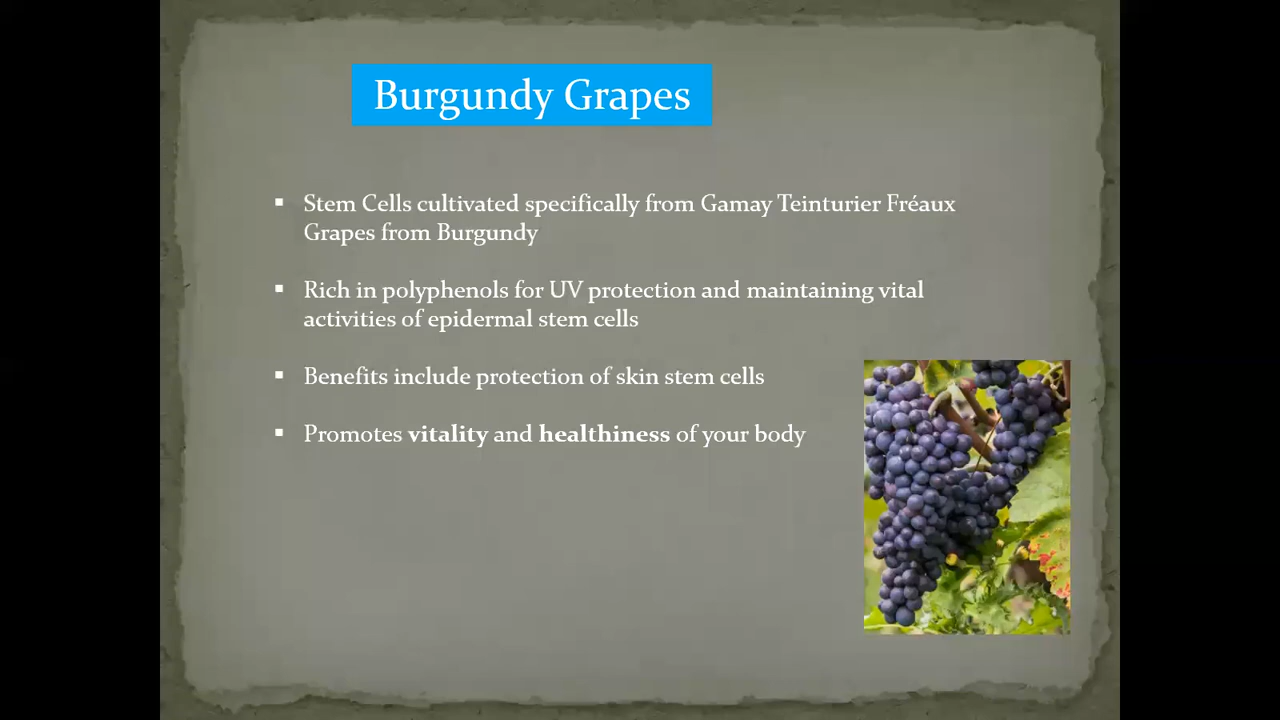 Burgundy Grapes
▪ Stem Cells cultivated specifically from Gamay Teinturier Fréaux
Grapes from Burgundy
▪ Rich in polyphenols for UV protection and maintaining vital
activities of epidermal stem cells
▪ Benefits include protection of skin stem cells
▪ Promotes vitality and healthiness of your body